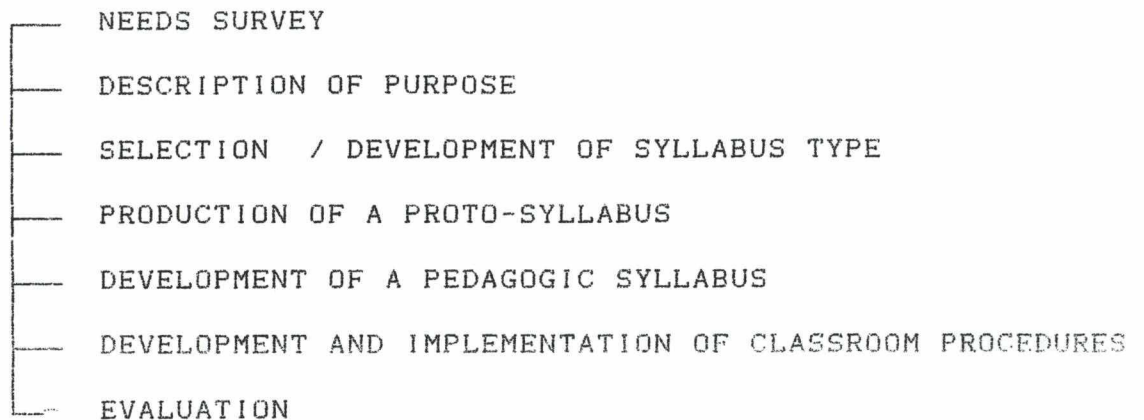 NEEDS SURVEY
DESCRIPTION OF PURPOSE
SELECTION / DEVELOPMENT OF SYLLABUS TYPE
PRODUCTION OF A PROTO-SYLLABUS
DEVELOPMENT OF A PEDAGOGIC SYLLABUS
DEVELOPMENT AND IMPLEMENTATION OF CLASSROOM PROCEDURES
EVALUATION